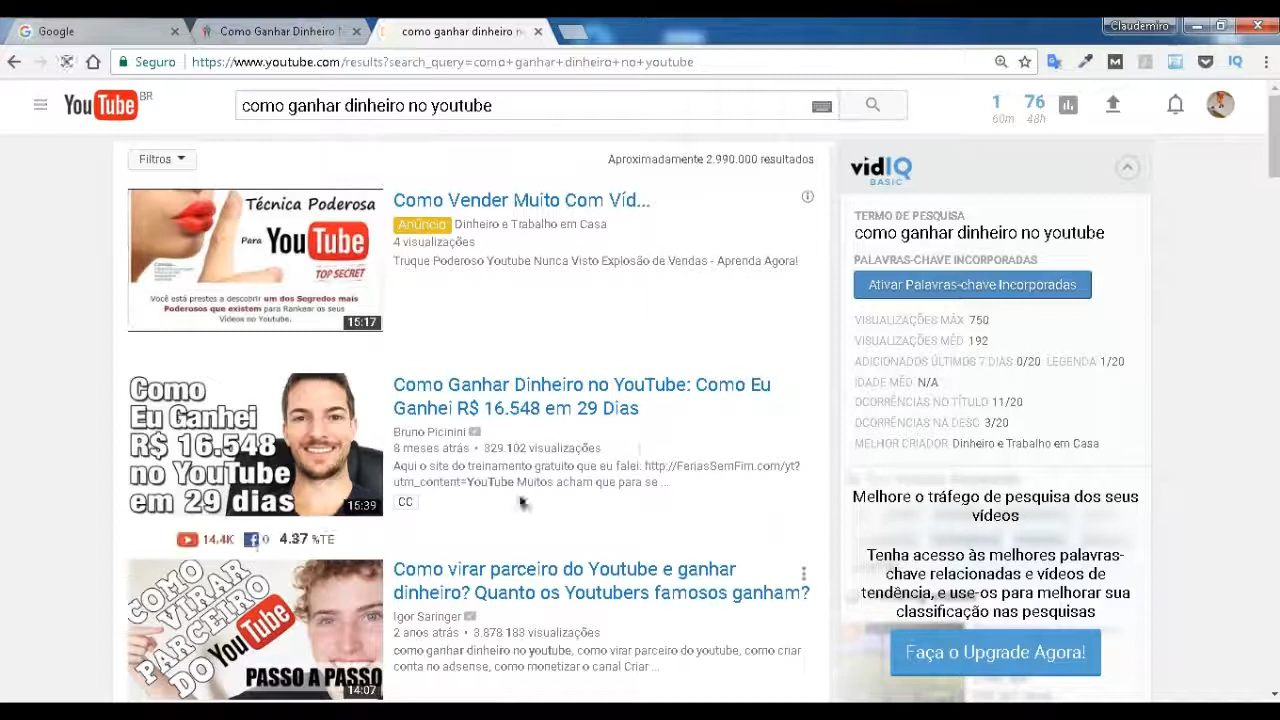 Google
Como Ganhar Dinheiro
como ganhar dinheiro n
Claudemiro
Seguro
https://www.youtube.com/results?search_query=como+ganhar+dinheiro+no+youtube
IQ
YouTube BR
como ganhar dinheiro no youtube
1 76
60m 48h
Filtros
Aproximadamente 2.990.000 resultados
Técnica Poderosa
Para YouTube
TOP SECRET
Você está prestes a descobrir um dos Segredos mais
Poderosos que existem para Rankear os seus
Vídeos no Youtube.
15:17
Como Vender Muito Com Víd...
Anúncio Dinheiro e Trabalho em Casa
4 visualizações
Truque Poderoso Youtube Nunca Visto Explosão de Vendas - Aprenda Agora!
Como
Eu Ganhei
R$ 16.548
no YouTube
em 29 dias
15:39
Como Ganhar Dinheiro no YouTube: Como Eu
Ganhei R$ 16.548 em 29 Dias
Bruno Picinini
8 meses atrás • 329.102 visualizações
Aqui o site do treinamento gratuito que eu falei: http://FeriasSemFim.com/yt?
utm_content=YouTube Muitos acham que para se ...
CC
14.4K 0 4.37 %TE
COMO
VIRAR
PARCEIRO
DO YouTube
PASSO A PASSO
14:07
Como virar parceiro do Youtube e ganhar
dinheiro? Quanto os Youtubers famosos ganham?
Igor Saringer
2 anos atrás • 3.878.183 visualizações
como ganhar dinheiro no youtube, como virar parceiro do youtube, como criar
conta no adsense, como monetizar o canal Criar ...
vidIQ
BASIC
TERMO DE PESQUISA
como ganhar dinheiro no youtube
PALAVRAS-CHAVE INCORPORADAS
Ativar Palavras-chave Incorporadas
VISUALIZAÇÕES MÁX 750
VISUALIZAÇÕES MÉD 192
ADICIONADOS ÚLTIMOS 7 DIAS 0/20 LEGENDA 1/20
IDADE MÉD N/A
OCORRÊNCIAS NO TÍTULO 11/20
OCORRÊNCIAS NA DESC 3/20
MELHOR CRIADOR Dinheiro e Trabalho em Casa
Melhore o tráfego de pesquisa dos seus
vídeos
Tenha acesso às melhores palavras-
chave relacionadas e vídeos de
tendência, e use-os para melhorar sua
classificação nas pesquisas
Faça o Upgrade Agora!